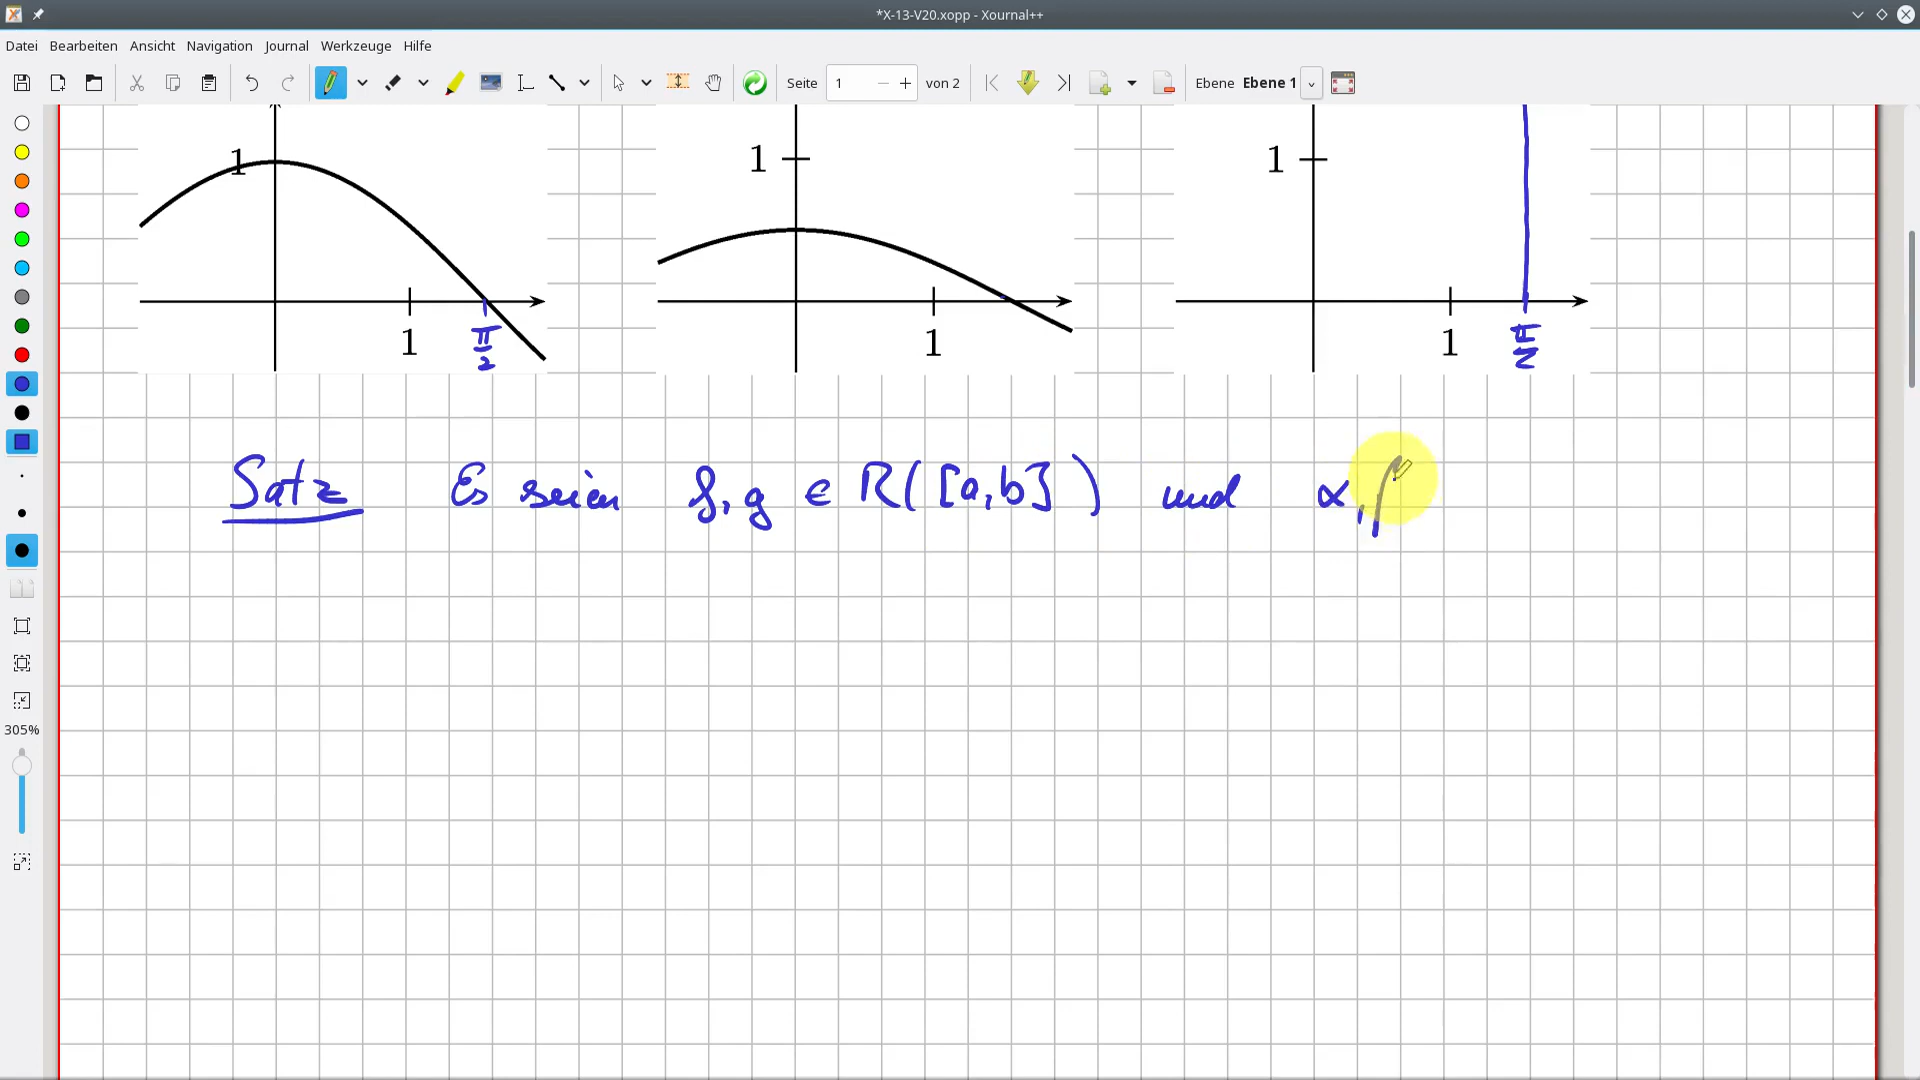 *X-13-V20.xopp - Xournal++
Datei Bearbeiten Ansicht Navigation Journal Werkzeuge Hilfe
Seite 1 von 2 Ebene Ebene 1
1 1 1
1 π/2 1 1 π/2
Satz Es seien f, g ∈ R([a,b]) und α,
305%